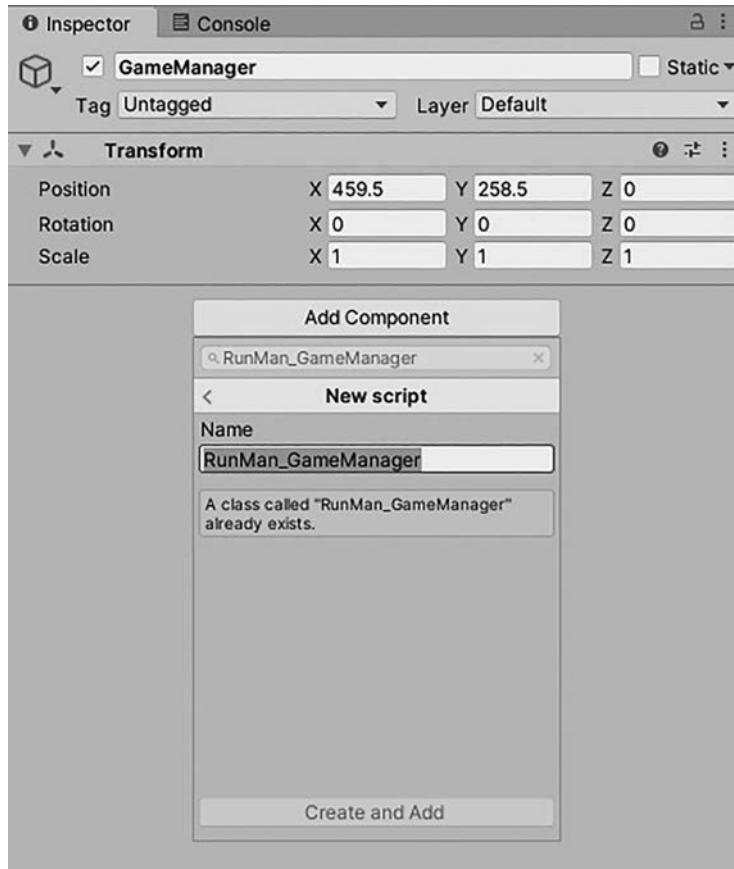 Inspector Console
GameManager Static
Tag Untagged Layer Default
Transform
Position X 459.5 Y 258.5 Z 0
Rotation X 0 Y 0 Z 0
Scale X 1 Y 1 Z 1
Add Component
RunMan_GameManager
New script
Name
RunMan_GameManager
A class called "RunMan_GameManager"
already exists.
Create and Add